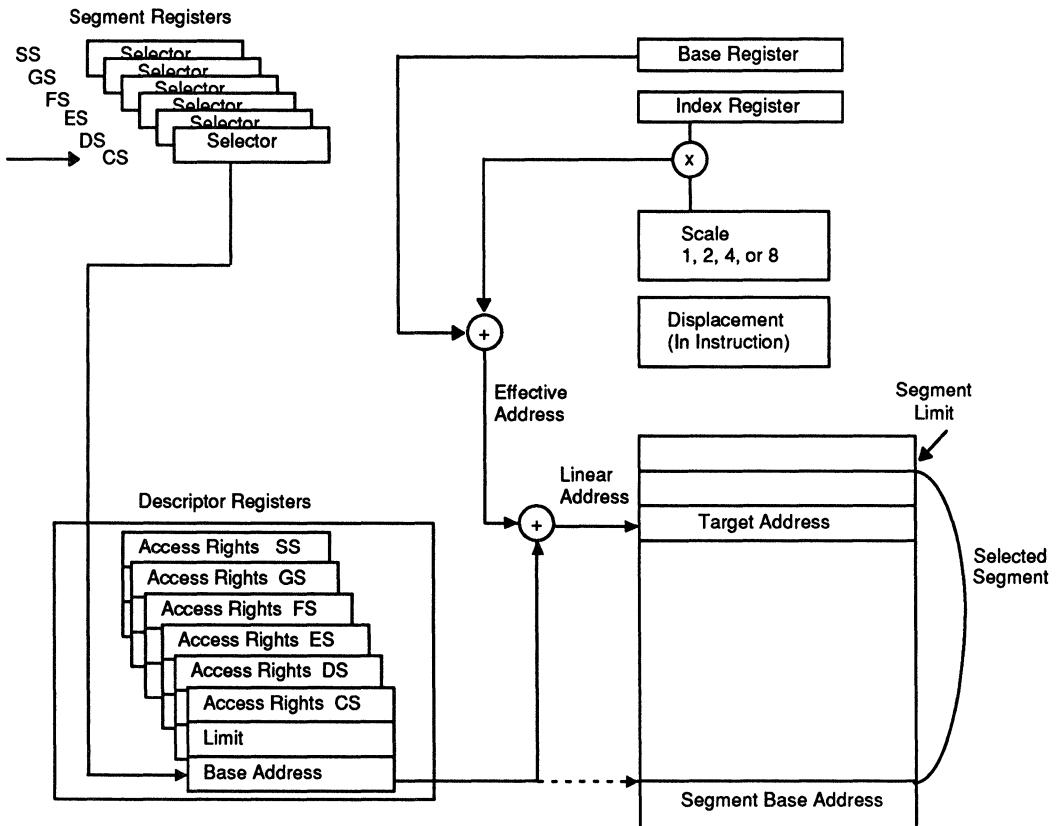 Segment Registers
SS
GS
FS
ES
DS
CS
Selector
Selector
Selector
Selector
Selector
Selector
Base Register
Index Register
x
Scale
1, 2, 4, or 8
Displacement
(In Instruction)
+
Effective
Address
Segment
Limit
Linear
Address
+
Target Address
Selected
Segment
Segment Base Address
Descriptor Registers
Access Rights SS
Access Rights GS
Access Rights FS
Access Rights ES
Access Rights DS
Access Rights CS
Limit
Base Address